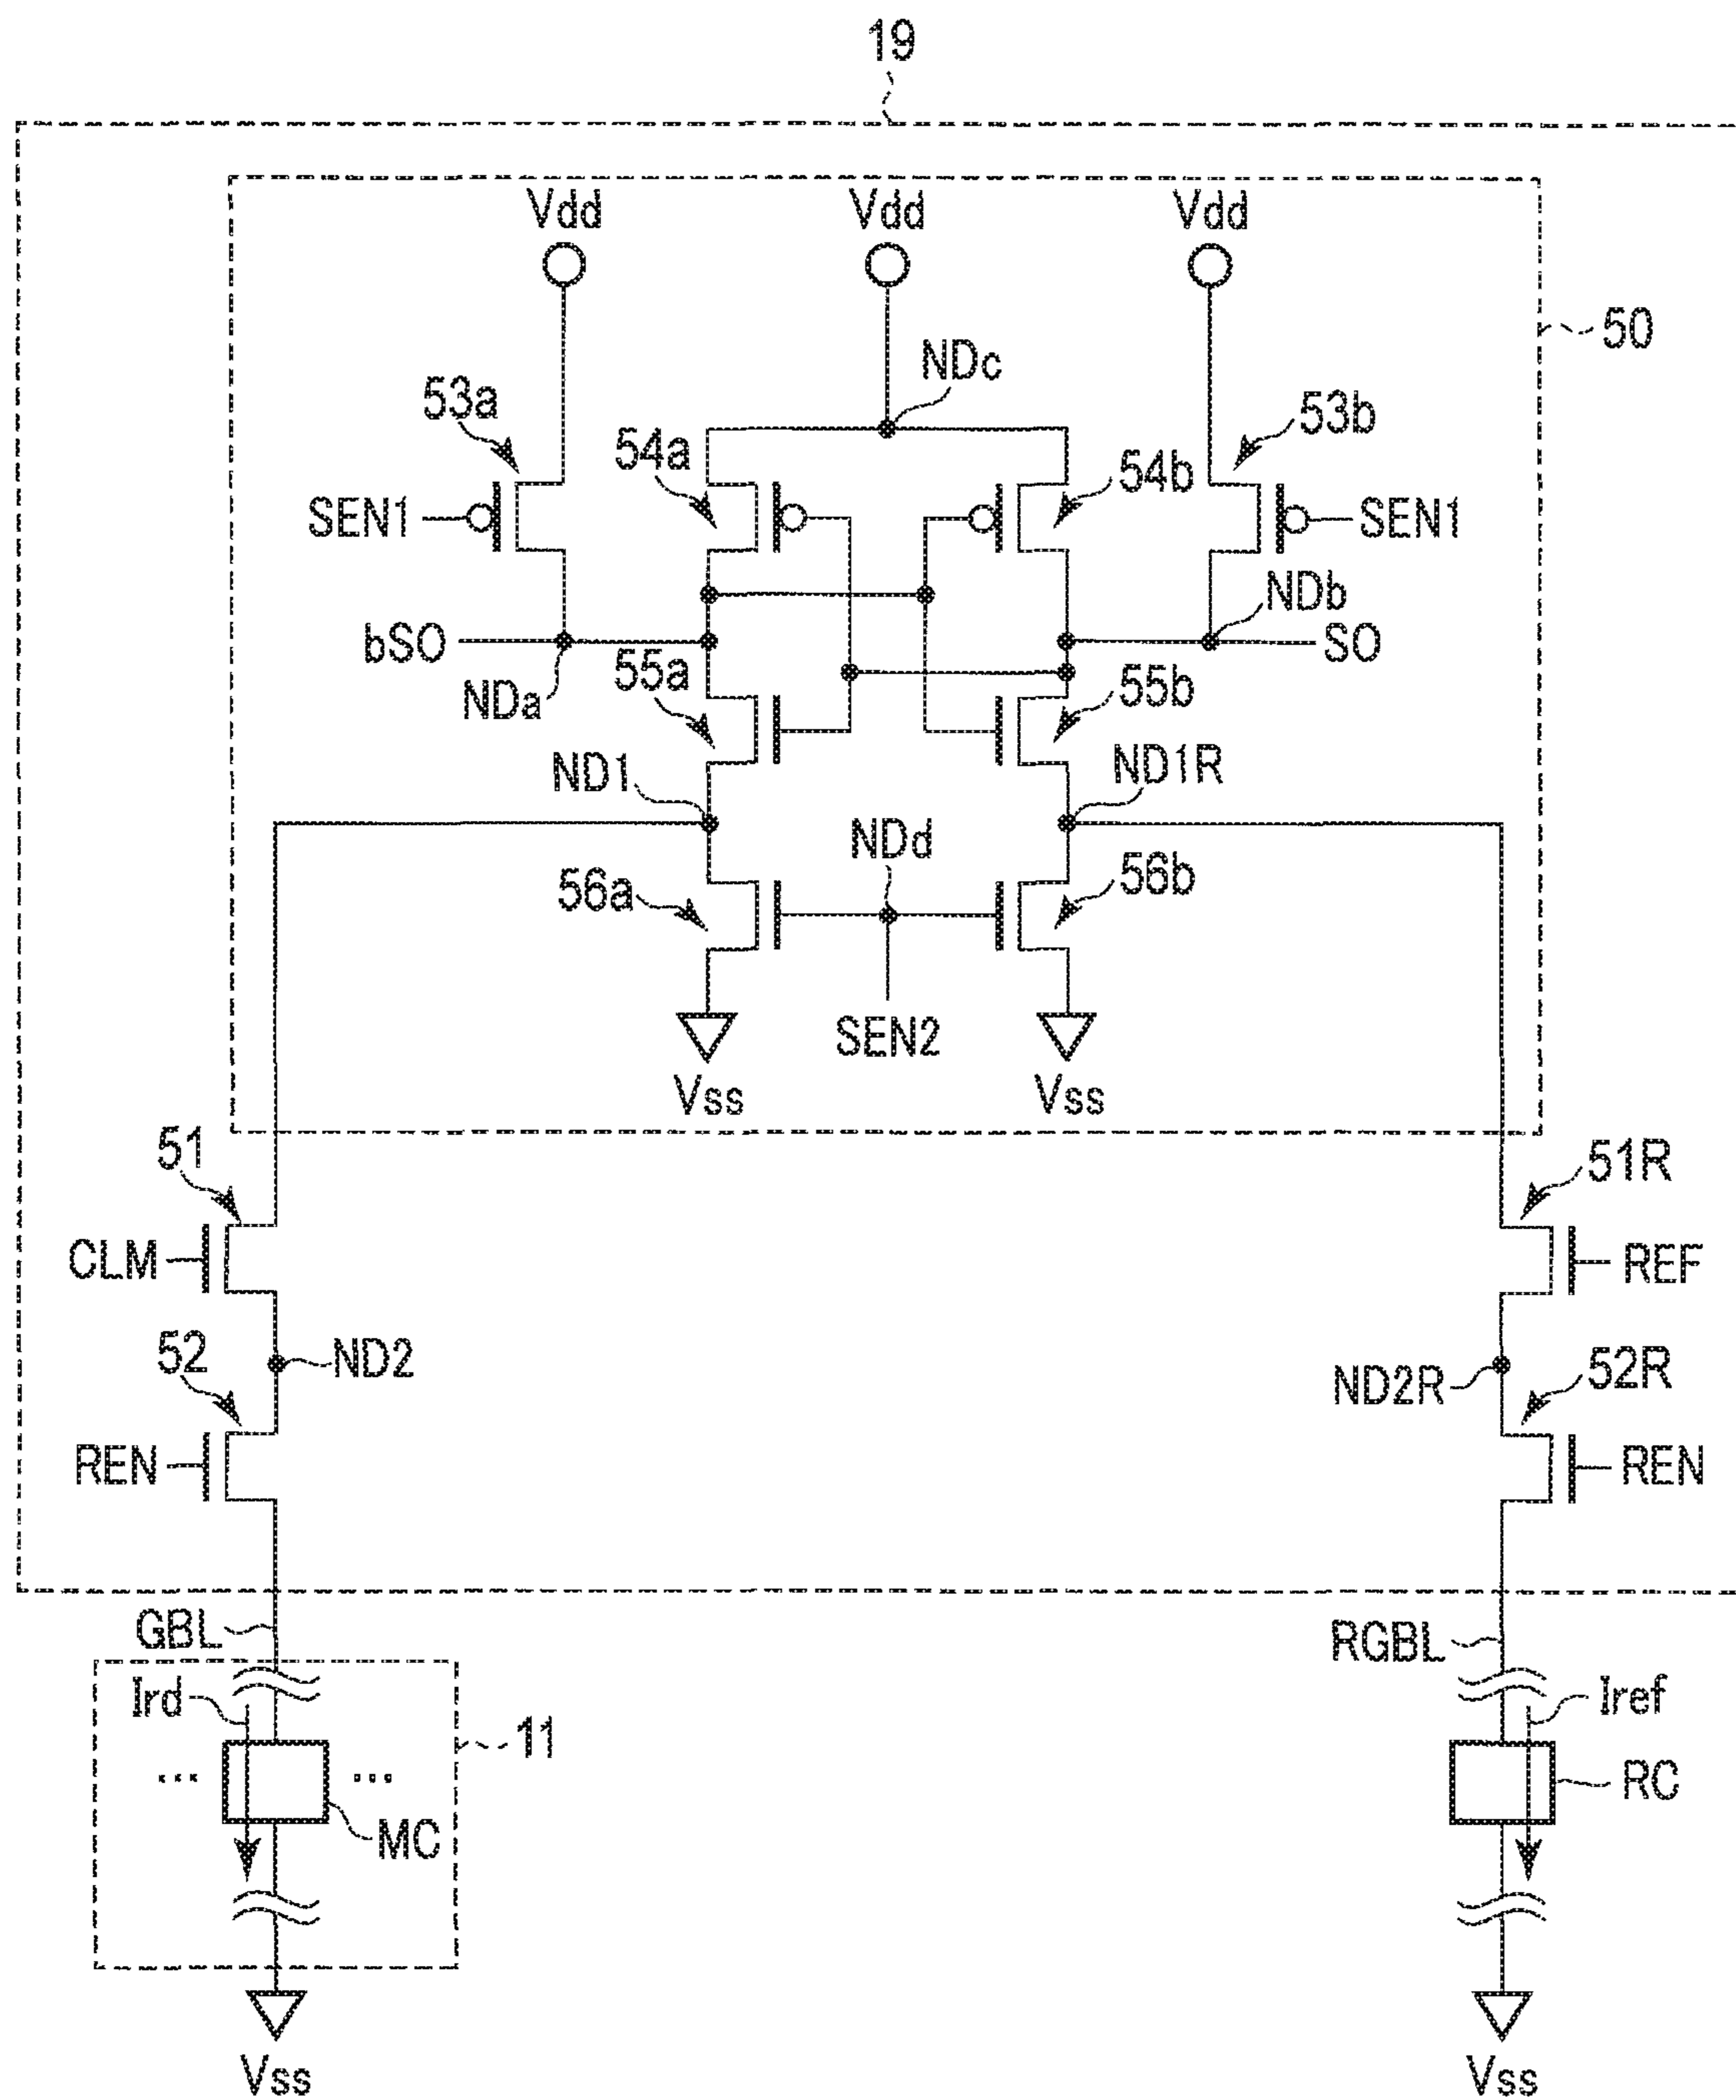 19
Vdd Vdd Vdd
50
NDc
53a 53b
54a 54b
SEN1 SEN1
NDb
bSO SO
55a 55b
NDa
ND1 ND1R
NDd
56a 56b
SEN2
Vss Vss
51 51R
CLM REF
52 ND2 ND2R 52R
REN REN
GBL RGBL
Ird Iref
11
... ... RC
MC
Vss Vss